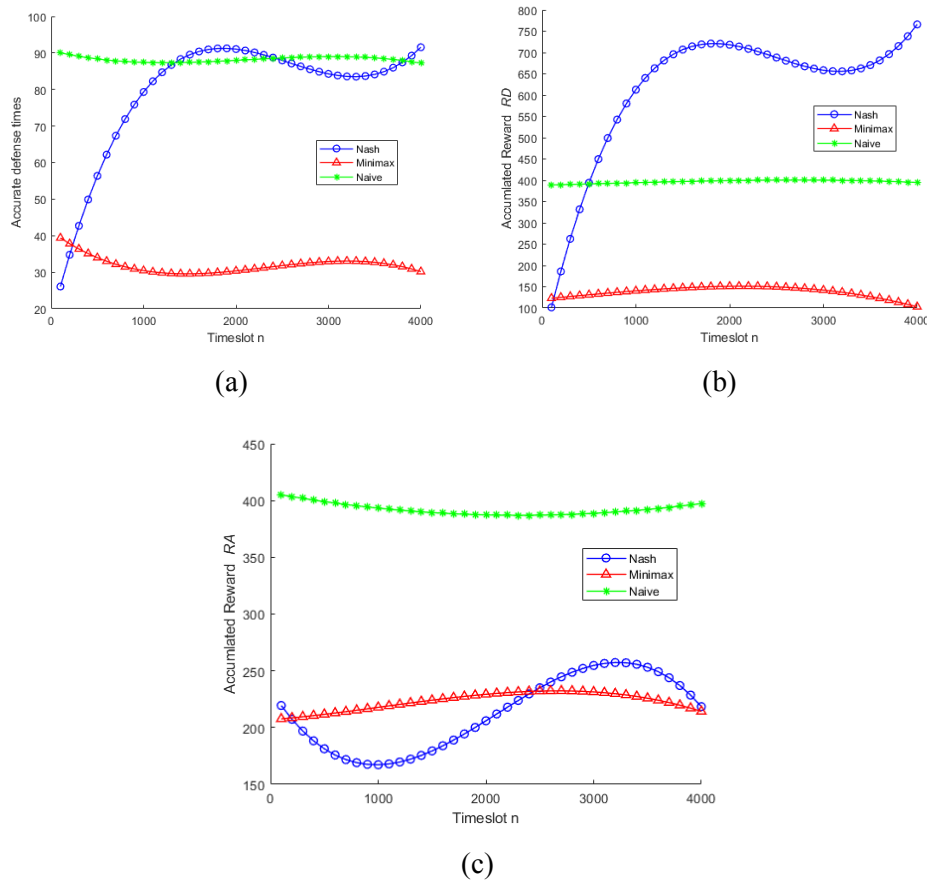 100
90
80
70
60
50
40
30
20
0 1000 2000 3000 4000
Accurate defense times
Timeslot n
Nash
Minimax
Naive
(a)
800
750
700
650
600
550
500
450
400
350
300
250
200
150
100
0 1000 2000 3000 4000
Accumlated Reward RD
Timeslot n
Nash
Minimax
Naive
(b)
450
400
350
300
250
200
150
0 1000 2000 3000 4000
Accumlated Reward RA
Timeslot n
Nash
Minimax
Naive
(c)